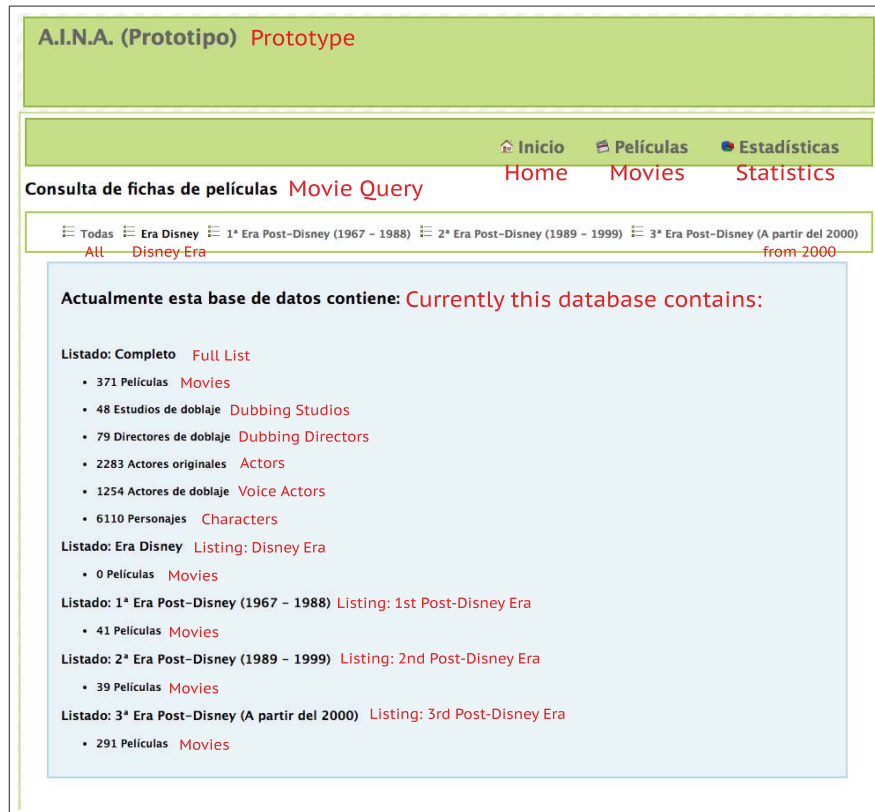 A.I.N.A. (Prototipo) Prototype
Inicio Películas Estadísticas
Home Movies Statistics
Consulta de fichas de películas Movie Query
Todas Era Disney 1ª Era Post-Disney (1967 - 1988) 2ª Era Post-Disney (1989 - 1999) 3ª Era Post-Disney (A partir del 2000)
All Disney Era from 2000
Actualmente esta base de datos contiene: Currently this database contains:
Listado: Completo Full List
• 371 Películas Movies
• 48 Estudios de doblaje Dubbing Studios
• 79 Directores de doblaje Dubbing Directors
• 2283 Actores originales Actors
• 1254 Actores de doblaje Voice Actors
• 6110 Personajes Characters
Listado: Era Disney Listing: Disney Era
• 0 Películas Movies
Listado: 1ª Era Post-Disney (1967 - 1988) Listing: 1st Post-Disney Era
• 41 Películas Movies
Listado: 2ª Era Post-Disney (1989 - 1999) Listing: 2nd Post-Disney Era
• 39 Películas Movies
Listado: 3ª Era Post-Disney (A partir del 2000) Listing: 3rd Post-Disney Era
• 291 Películas Movies